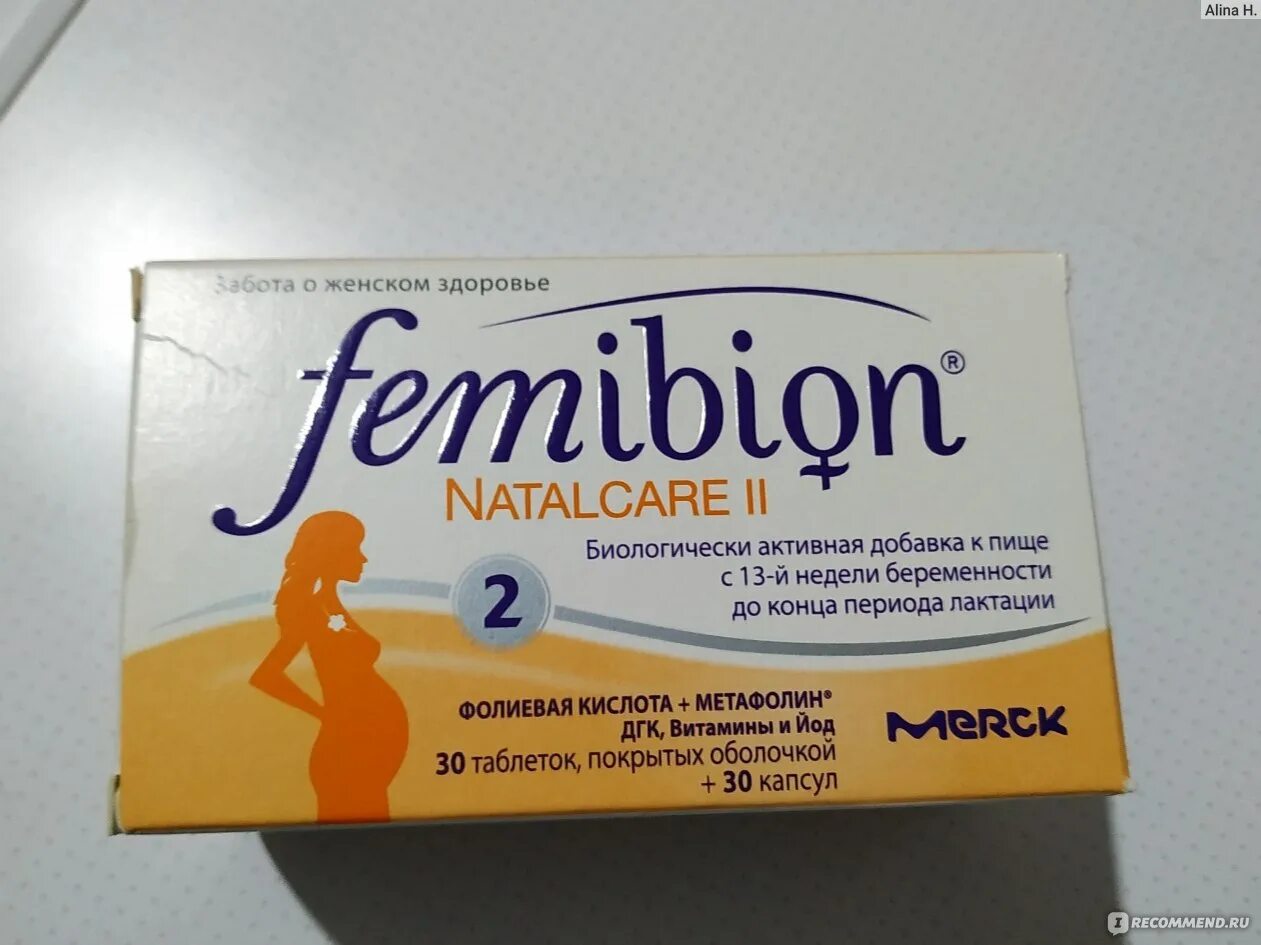 Alina H.
Забота о женском здоровье
femibion®
NATALCARE II
2
Биологически активная добавка к пище
с 13-й недели беременности
до конца периода лактации
ФОЛИЕВАЯ КИСЛОТА + МЕТАФОЛИН®
ДГК, Витамины и Йод
30 таблеток, покрытых оболочкой
+ 30 капсул
MERCK
IRECOMMEND.RU